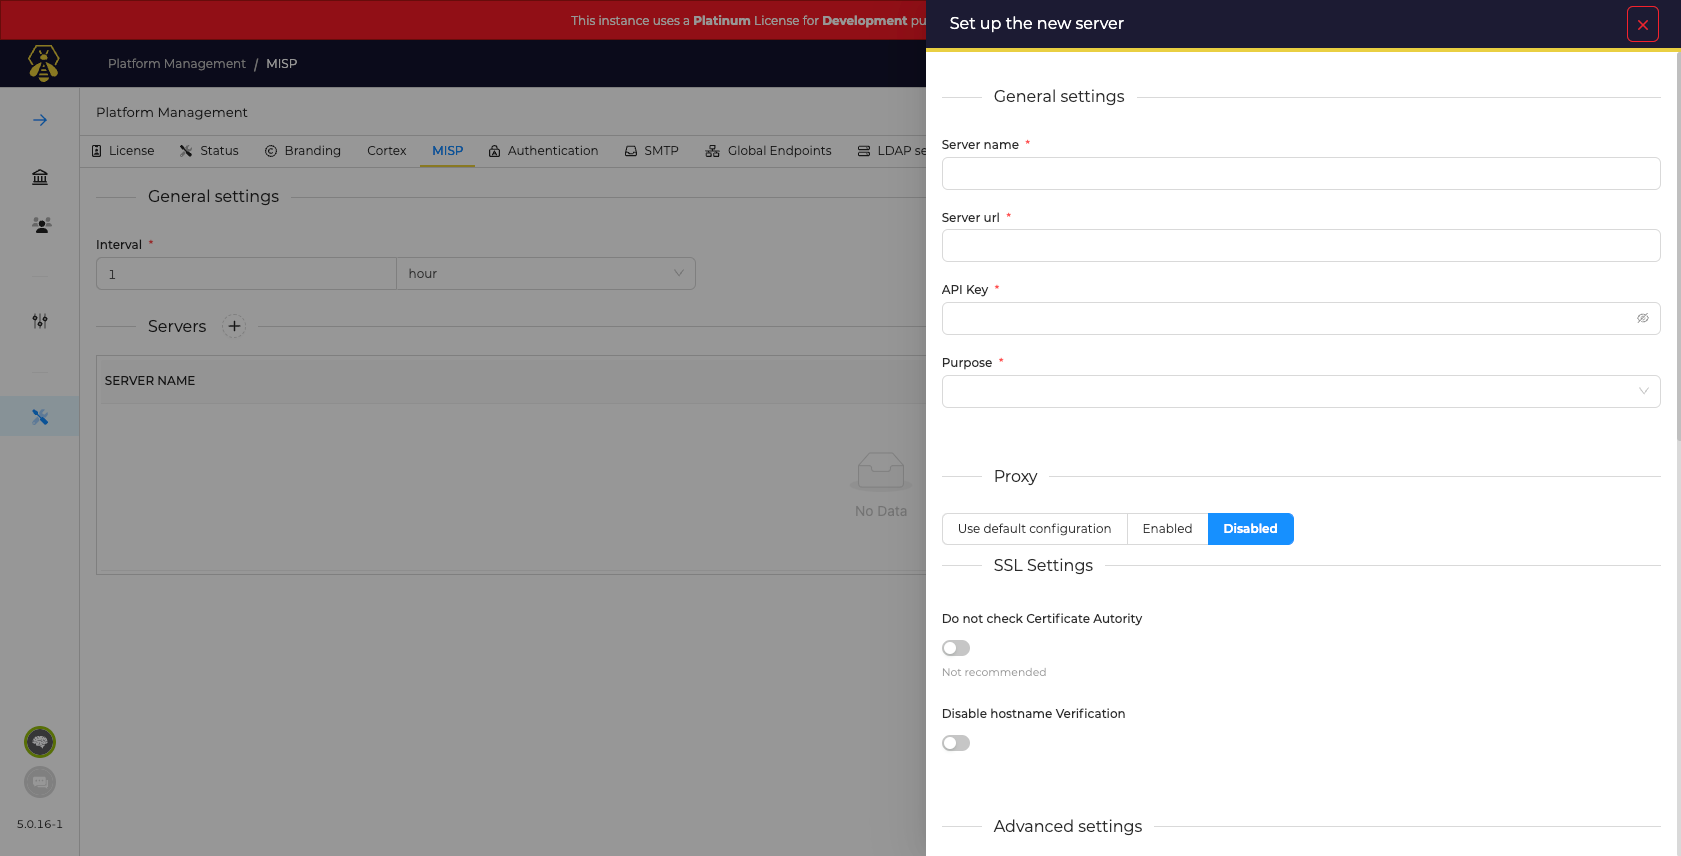 This instance uses a Platinum License for Development pu
Platform Management / MISP
Platform Management
License Status Branding Cortex MISP Authentication SMTP Global Endpoints LDAP se
General settings
Interval *
1 hour
Servers
SERVER NAME
No Data
5.0.16-1
Set up the new server
General settings
Server name *
Server url *
API Key *
Purpose *
Proxy
Use default configuration Enabled Disabled
SSL Settings
Do not check Certificate Autority
Not recommended
Disable hostname Verification
Advanced settings